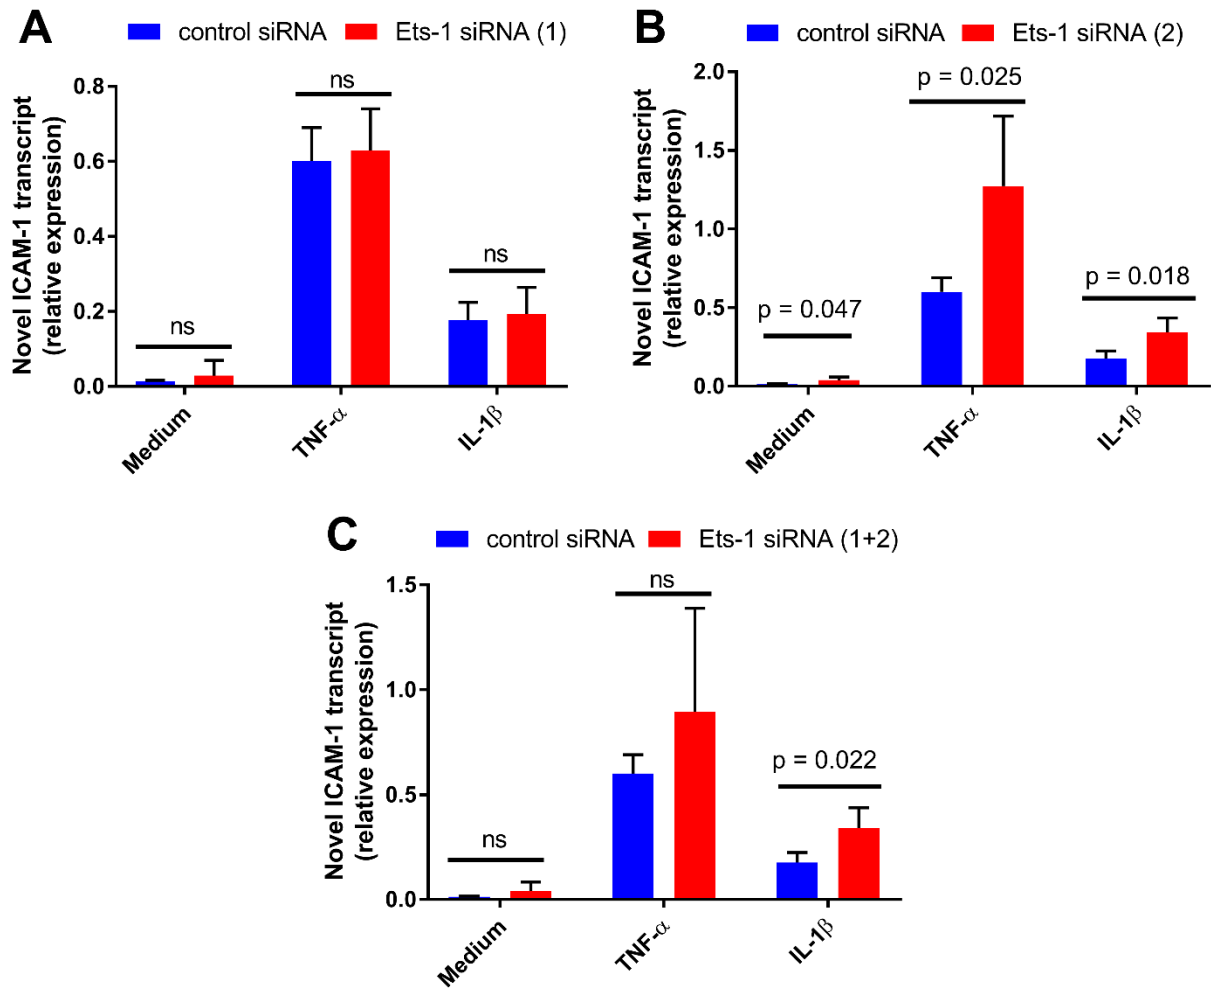 A
control siRNA
Ets-1 siRNA (1)
Novel ICAM-1 transcript
(relative expression)
0.8
0.6
0.4
0.2
0.0
ns
ns
ns
Medium
TNF-α
IL-1β
B
control siRNA
Ets-1 siRNA (2)
Novel ICAM-1 transcript
(relative expression)
2.0
1.5
1.0
0.5
0.0
p = 0.047
p = 0.025
p = 0.018
Medium
TNF-α
IL-1β
C
control siRNA
Ets-1 siRNA (1+2)
Novel ICAM-1 transcript
(relative expression)
1.5
1.0
0.5
0.0
ns
ns
p = 0.022
Medium
TNF-α
IL-1β